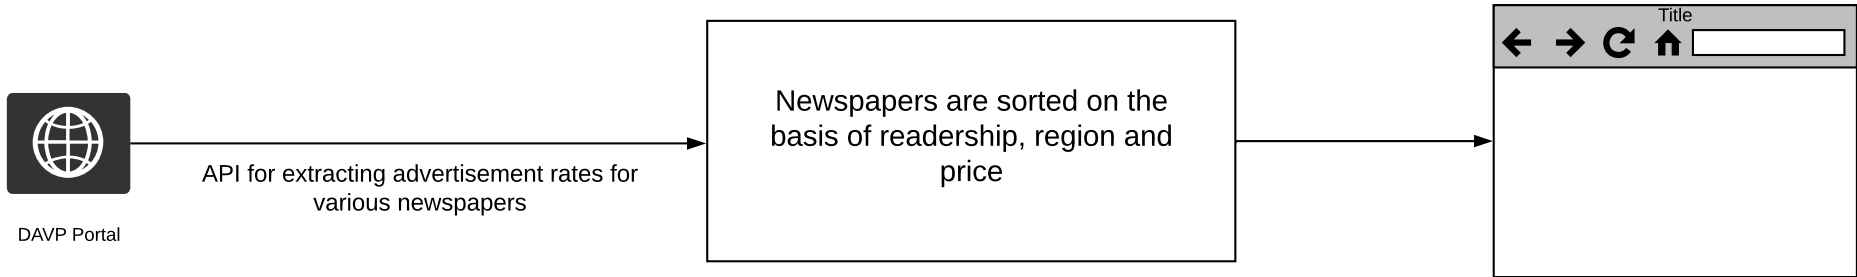 DAVP Portal
API for extracting advertisement rates for
various newspapers
Newspapers are sorted on the
basis of readership, region and
price
Title